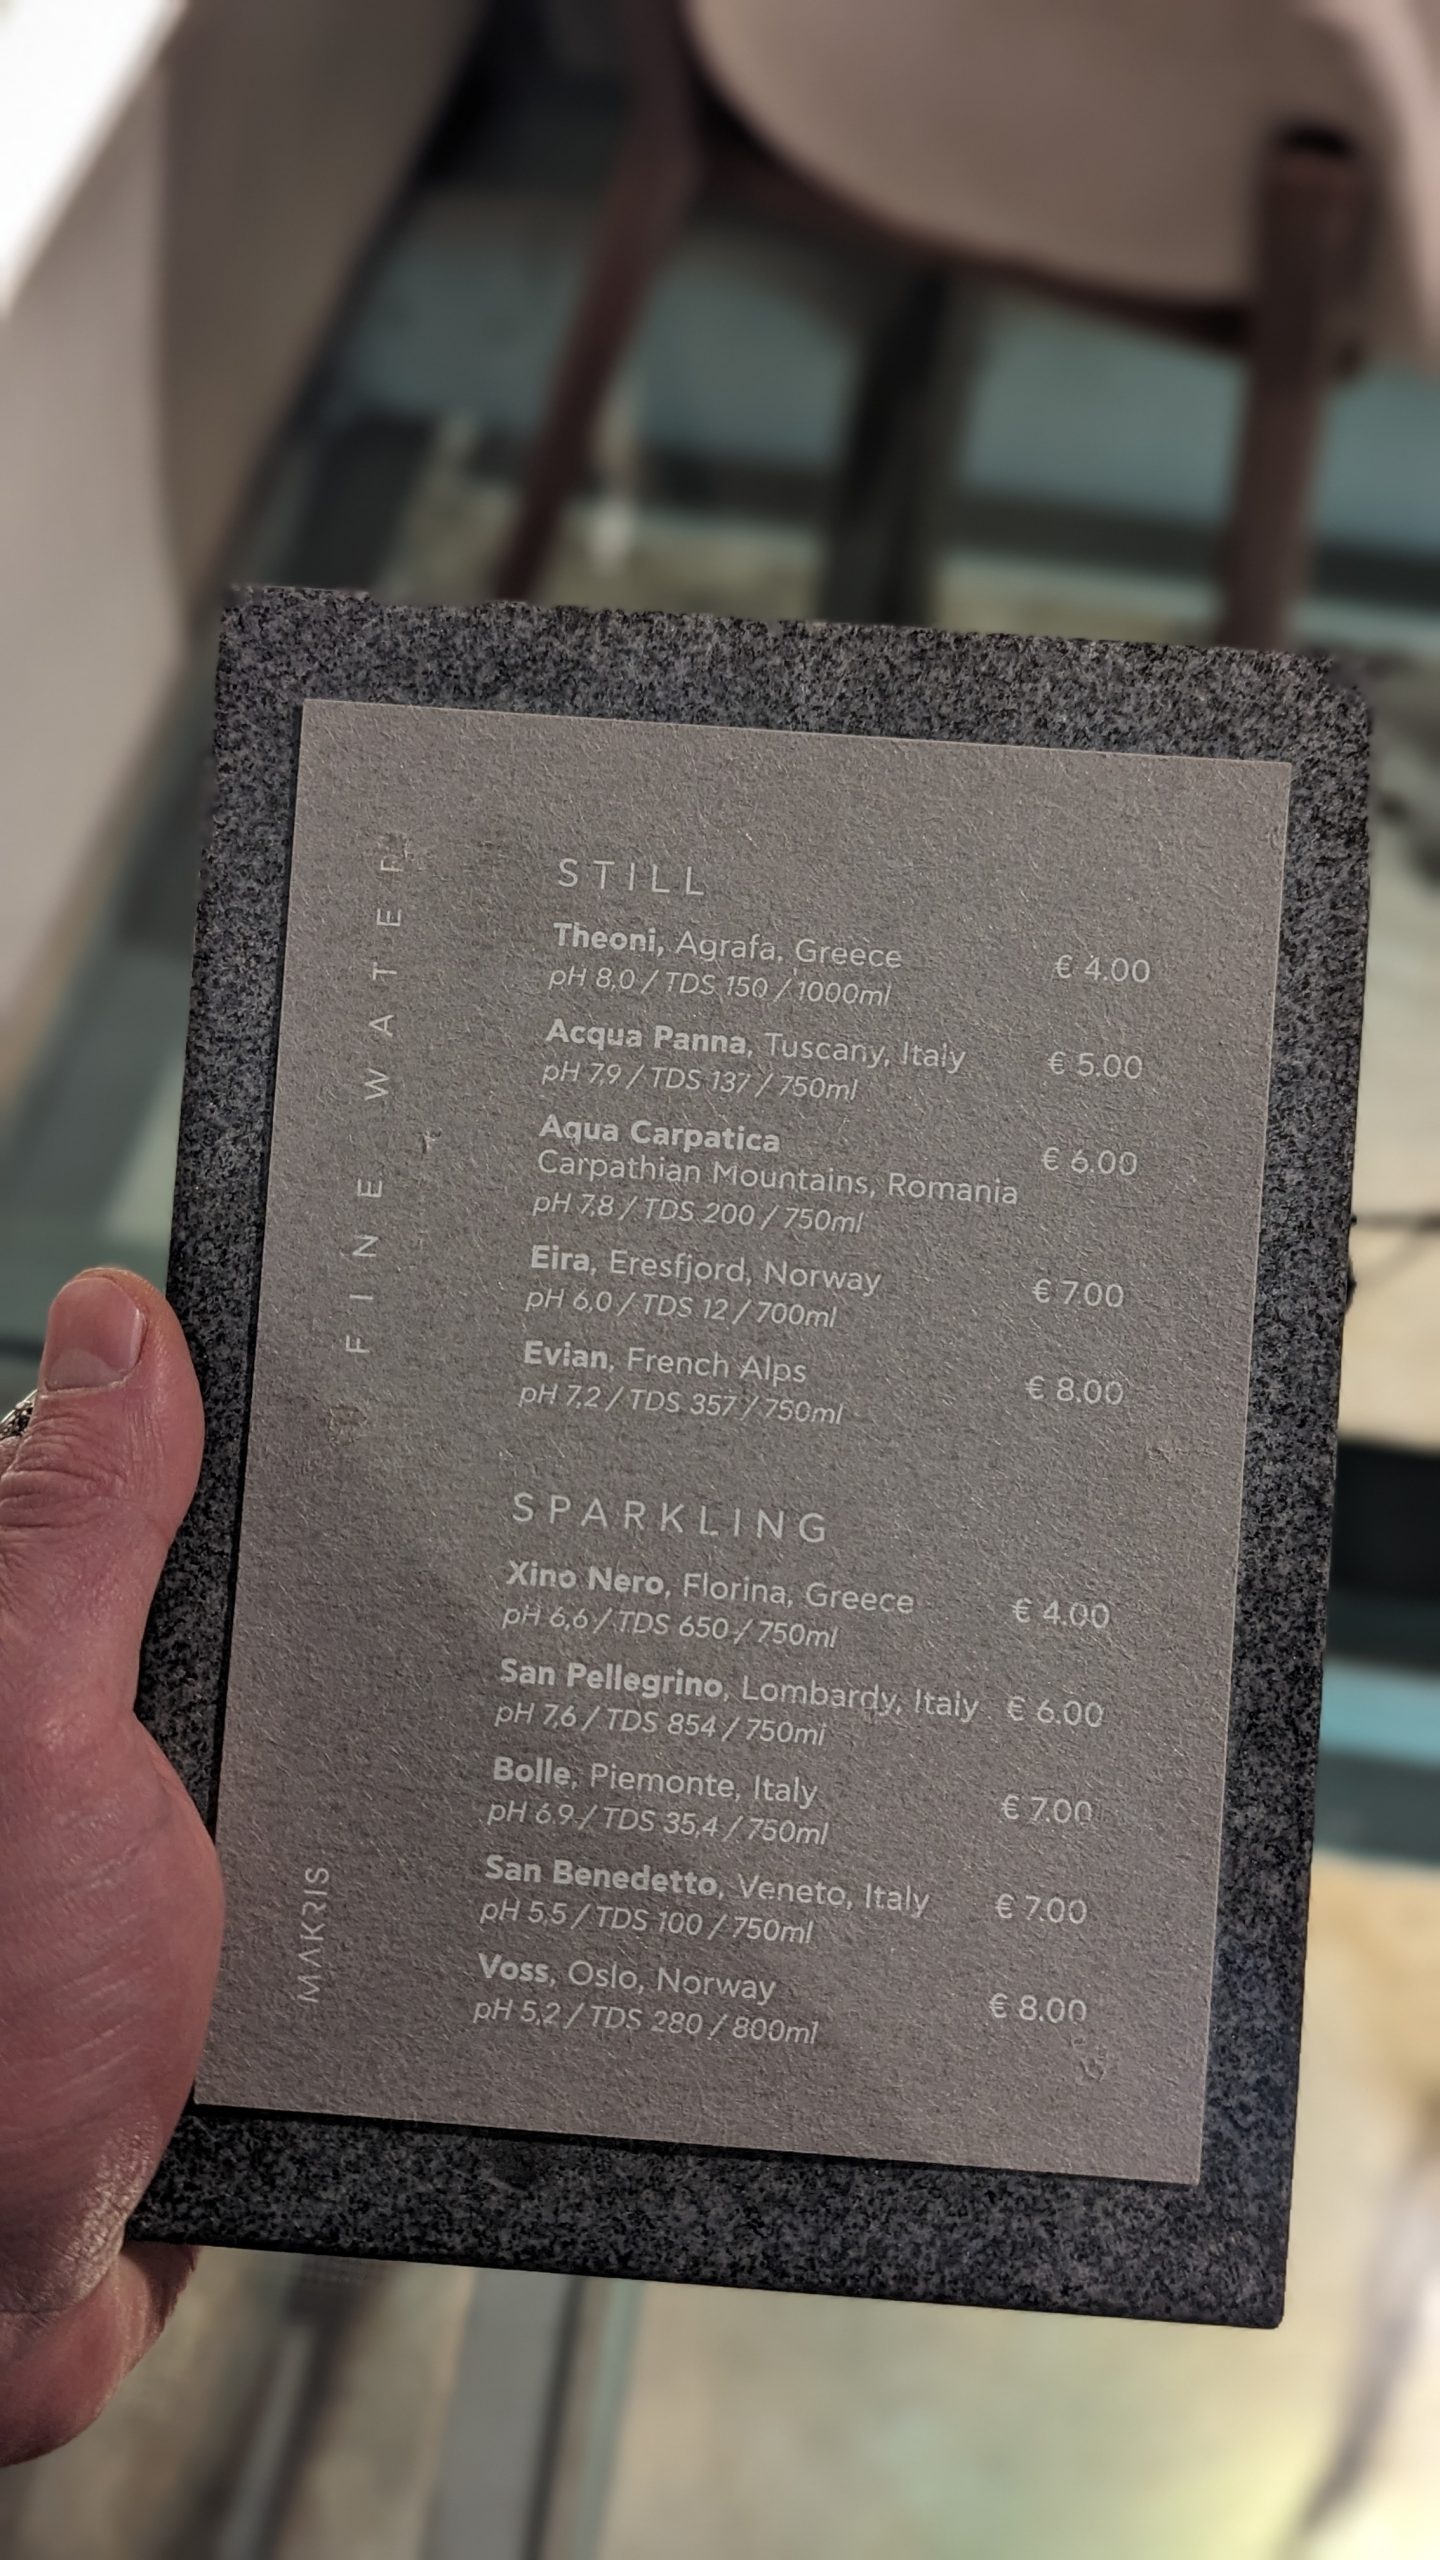 FINE WATER
STILL
Theoni, Agrafa, Greece € 4.00
pH 8,0 / TDS 150 / 1000ml
Acqua Panna, Tuscany, Italy € 5.00
pH 7,9 / TDS 137 / 750ml
Aqua Carpatica € 6.00
Carpathian Mountains, Romania
pH 7,8 / TDS 200 / 750ml
Eira, Eresfjord, Norway € 7.00
pH 6,0 / TDS 12 / 700ml
Evian, French Alps € 8.00
pH 7,2 / TDS 357 / 750ml
SPARKLING
Xino Nero, Florina, Greece € 4.00
pH 6,6 / TDS 650 / 750ml
San Pellegrino, Lombardy, Italy € 6.00
pH 7,6 / TDS 854 / 750ml
Bolle, Piemonte, Italy € 7.00
pH 6.9 / TDS 35,4 / 750ml
San Benedetto, Veneto, Italy € 7.00
pH 5,5 / TDS 100 / 750ml
Voss, Oslo, Norway € 8.00
pH 5,2 / TDS 280 / 800ml
MAKRIS